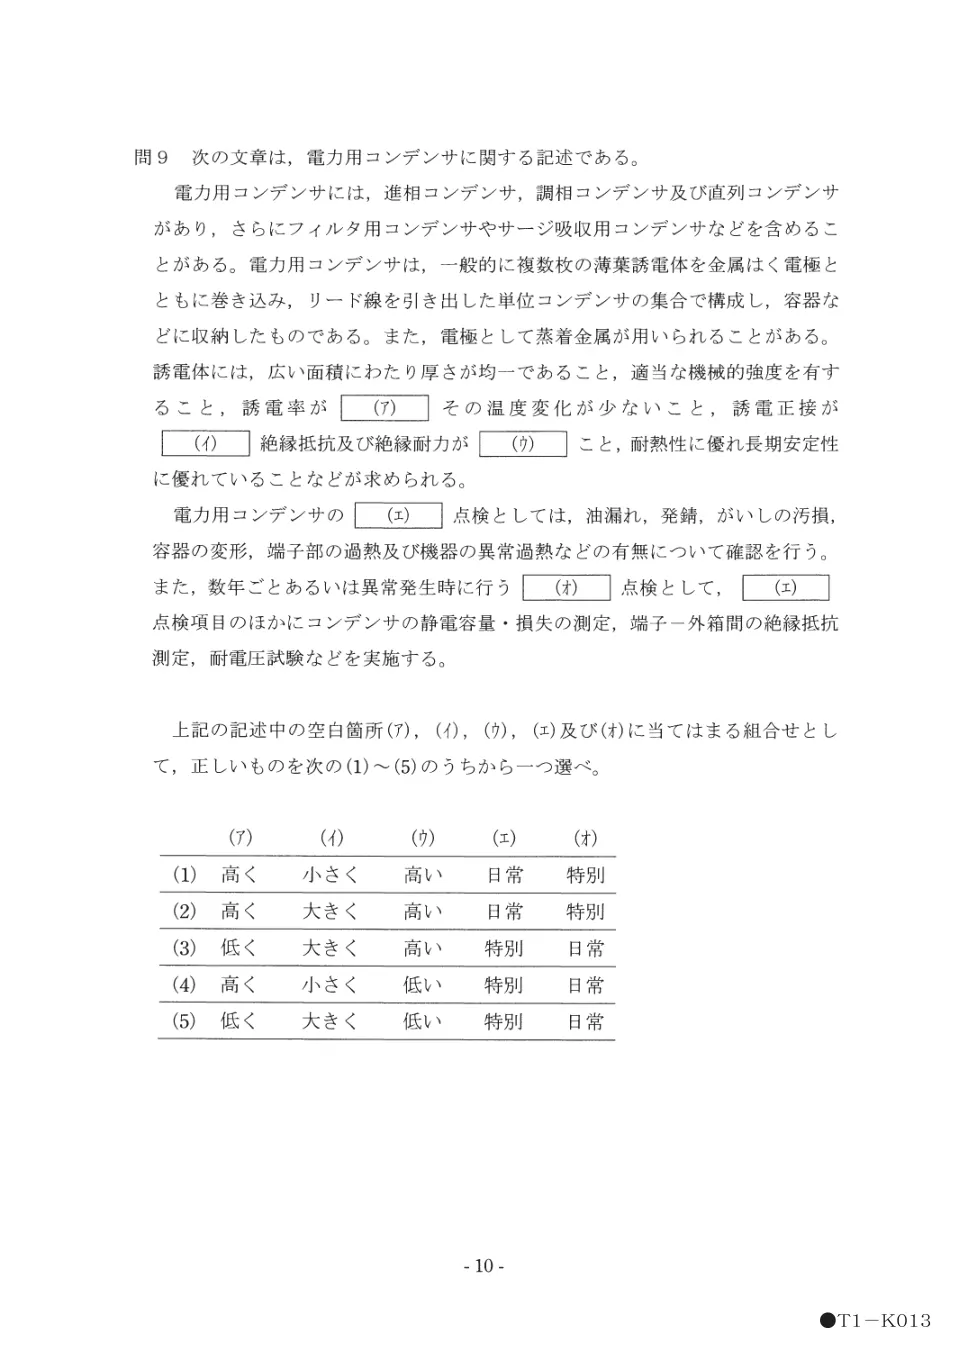 問９　次の文章は，電力用コンデンサに関する記述である。
電力用コンデンサには，進相コンデンサ，調相コンデンサ及び直列コンデンサ
があり，さらにフィルタ用コンデンサやサージ吸収用コンデンサなどを含めるこ
とがある。電力用コンデンサは，一般的に複数枚の薄葉誘電体を金属はく電極と
ともに巻き込み，リード線を引き出した単位コンデンサの集合で構成し，容器な
どに収納したものである。また，電極として蒸着金属が用いられることがある。
誘電体には，広い面積にわたり厚さが均一であること，適当な機械的強度を有す
ること，誘電率が (ア) その温度変化が少ないこと，誘電正接が
(イ) 絶縁抵抗及び絶縁耐力が (ウ) こと，耐熱性に優れ長期安定性
に優れていることなどが求められる。
電力用コンデンサの (エ) 点検としては，油漏れ，発錆，がいしの汚損，
容器の変形，端子部の過熱及び機器の異常過熱などの有無について確認を行う。
また，数年ごとあるいは異常発生時に行う (オ) 点検として， (エ)
点検項目のほかにコンデンサの静電容量・損失の測定，端子－外箱間の絶縁抵抗
測定，耐電圧試験などを実施する。
上記の記述中の空白箇所(ア)，(イ)，(ウ)，(エ)及び(オ)に当てはまる組合せとし
て，正しいものを次の(1)～(5)のうちから一つ選べ。
(ア) (イ) (ウ) (エ) (オ)
(1) 高く 小さく 高い 日常 特別
(2) 高く 大きく 高い 日常 特別
(3) 低く 大きく 高い 特別 日常
(4) 高く 小さく 低い 特別 日常
(5) 低く 大きく 低い 特別 日常
- 10 -
●T1－K013